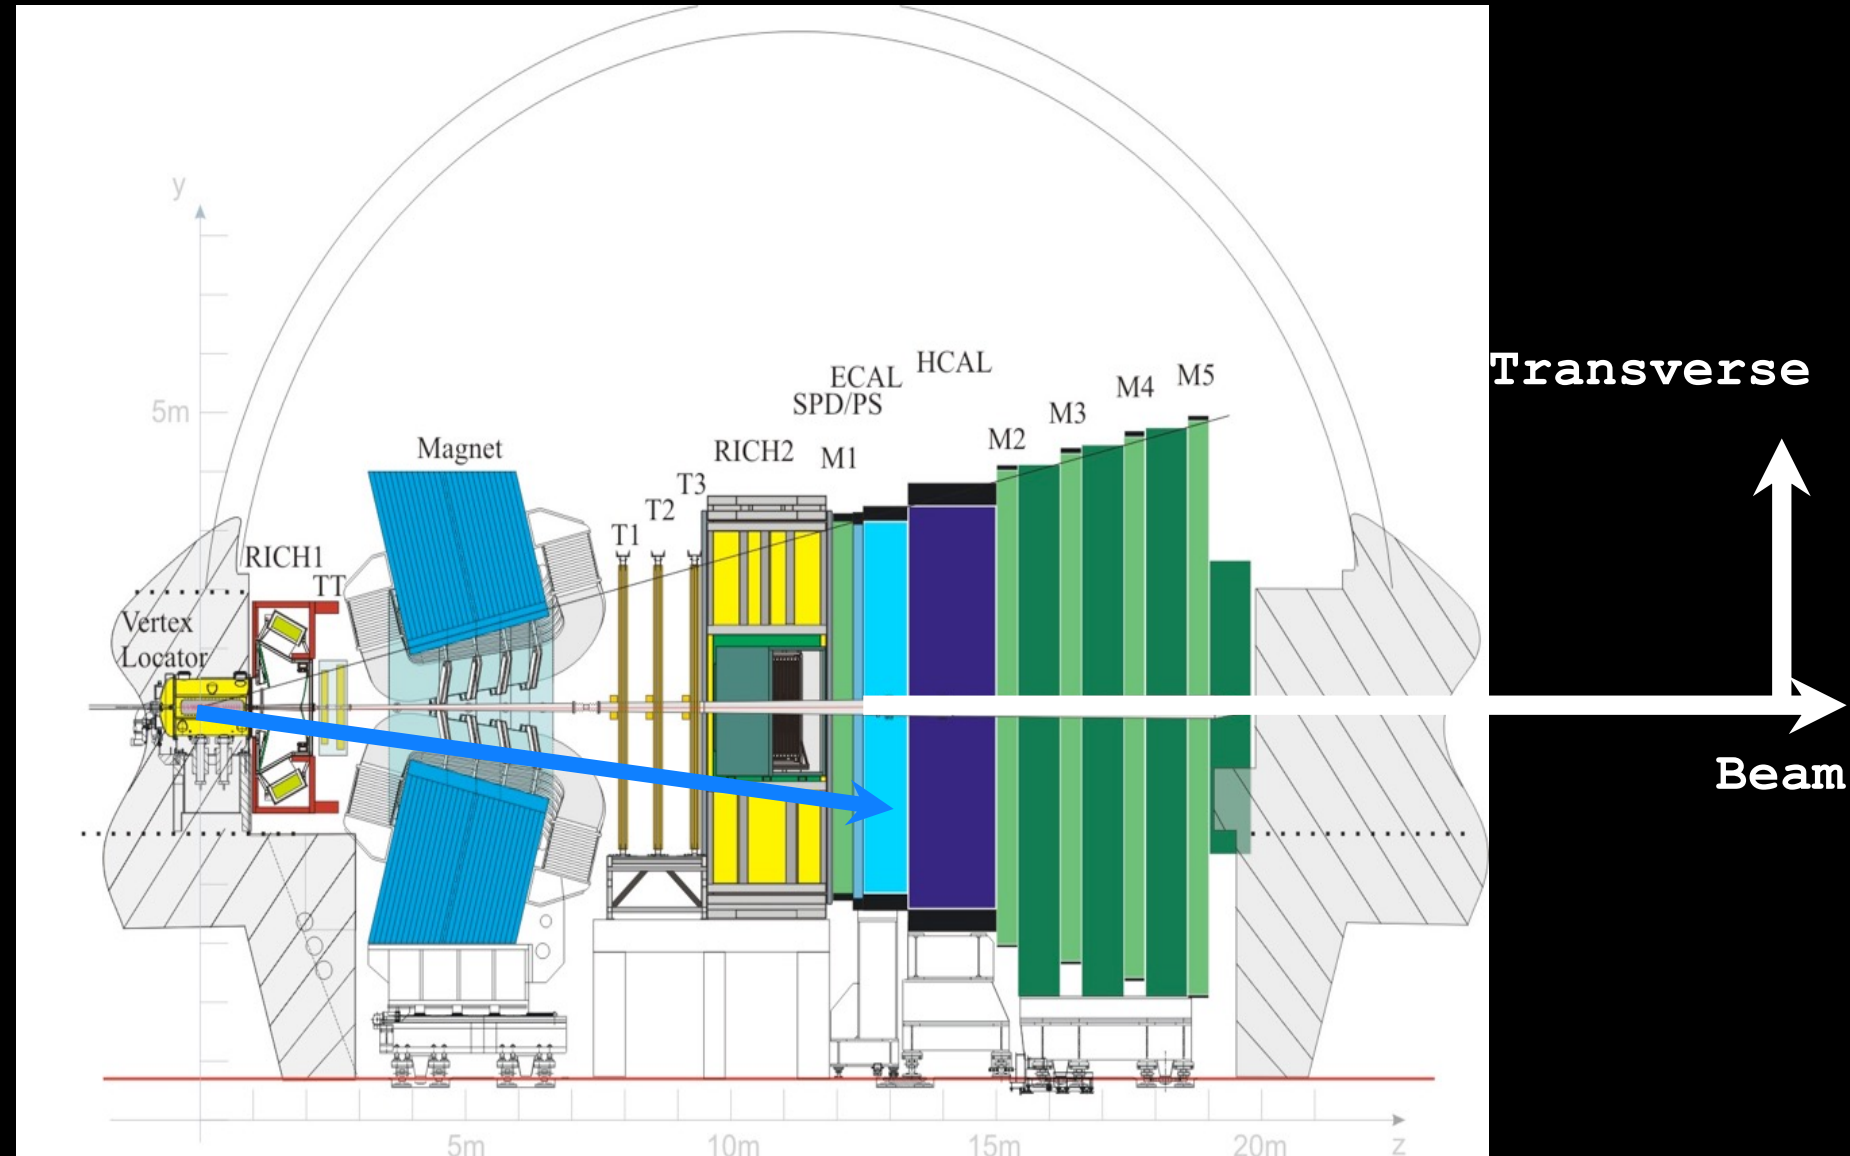 y
5m
Magnet
RICH1
TT
Vertex
Locator
T1
T2
T3
RICH2
M1
SPD/PS
ECAL
HCAL
M2
M3
M4
M5
Transverse
Beam
5m
10m
15m
20m
z